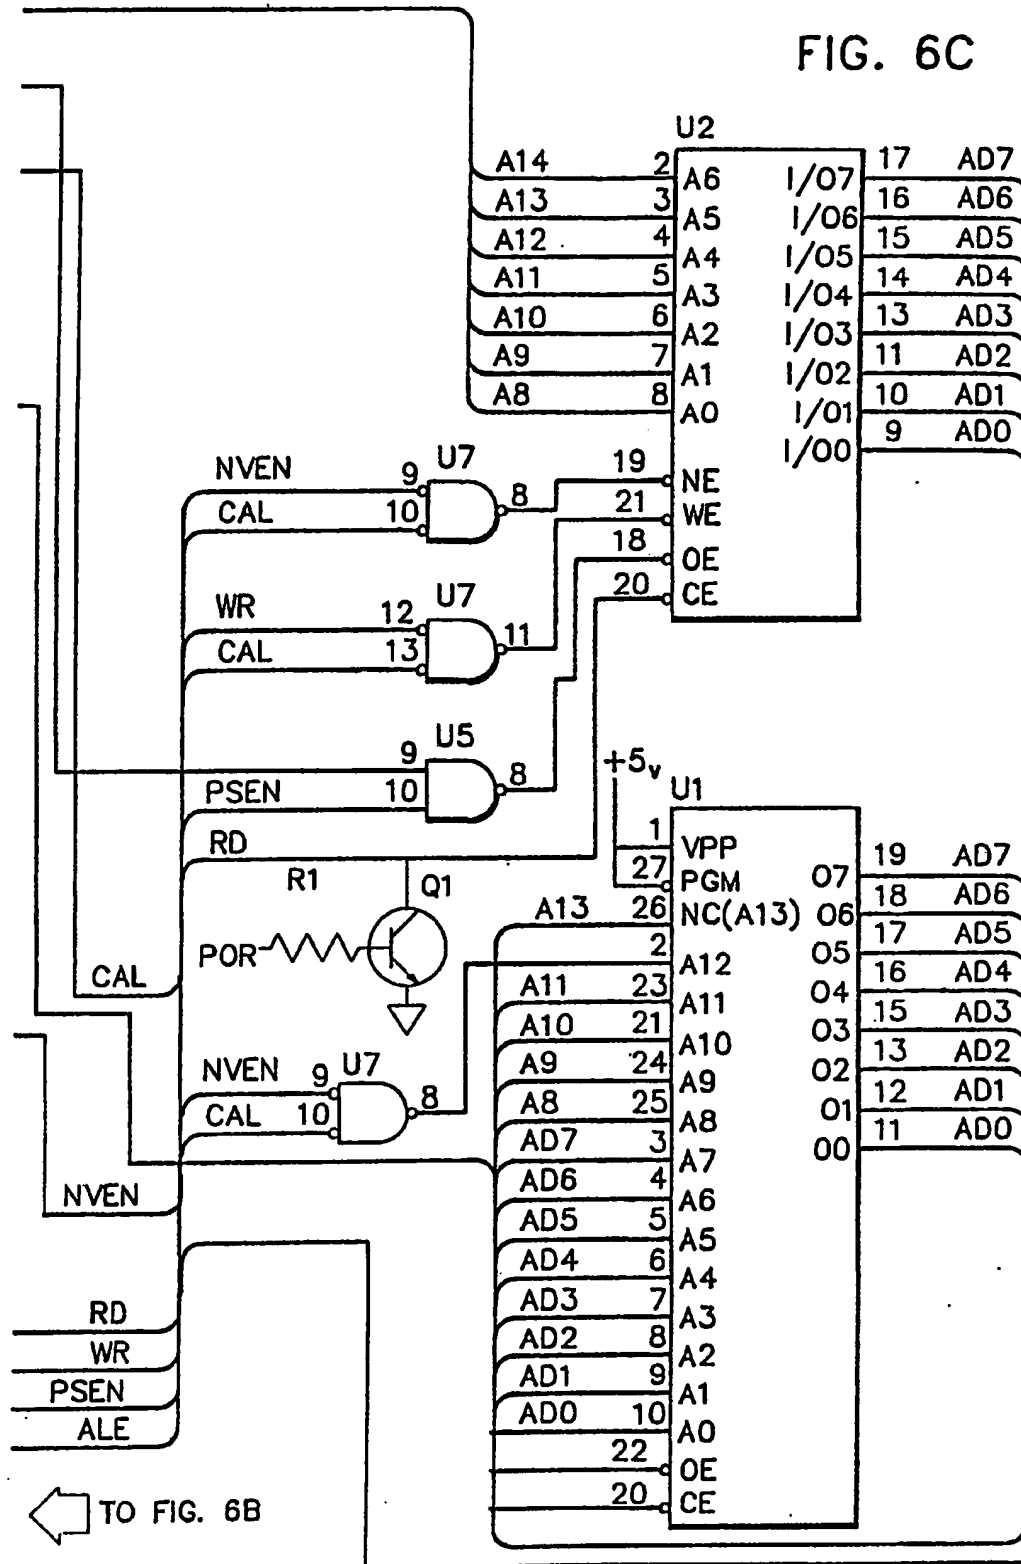 FIG. 6C
U2
A14 2 A6 I/O7 17 AD7
A13 3 A5 I/O6 16 AD6
A12 4 A4 I/O5 15 AD5
A11 5 A3 I/O4 14 AD4
A10 6 A2 I/O3 13 AD3
A9 7 A1 I/O2 11 AD2
A8 8 A0 I/O1 10 AD1
I/O0 9 AD0
NVEN 9 U7 8 19 NE
CAL 10 21 WE
18 OE
WR 12 U7 11 20 CE
CAL 13
9 U5 8
PSEN 10
RD
+5v
U1
R1 Q1
POR
1 VPP O7 19 AD7
27 PGM
A13 26 NC(A13) O6 18 AD6
2 A12 O5 17 AD5
CAL
A11 23 A11 O4 16 AD4
A10 21 A10 O3 15 AD3
A9 24 A9 O2 13 AD2
A8 25 A8 O1 12 AD1
AD7 3 A7 O0 11 AD0
NVEN 9 U7 8
CAL 10
AD6 4 A6
NVEN
AD5 5 A5
AD4 6 A4
AD3 7 A3
AD2 8 A2
AD1 9 A1
AD0 10 A0
22 OE
20 CE
RD
WR
PSEN
ALE
TO FIG. 6B